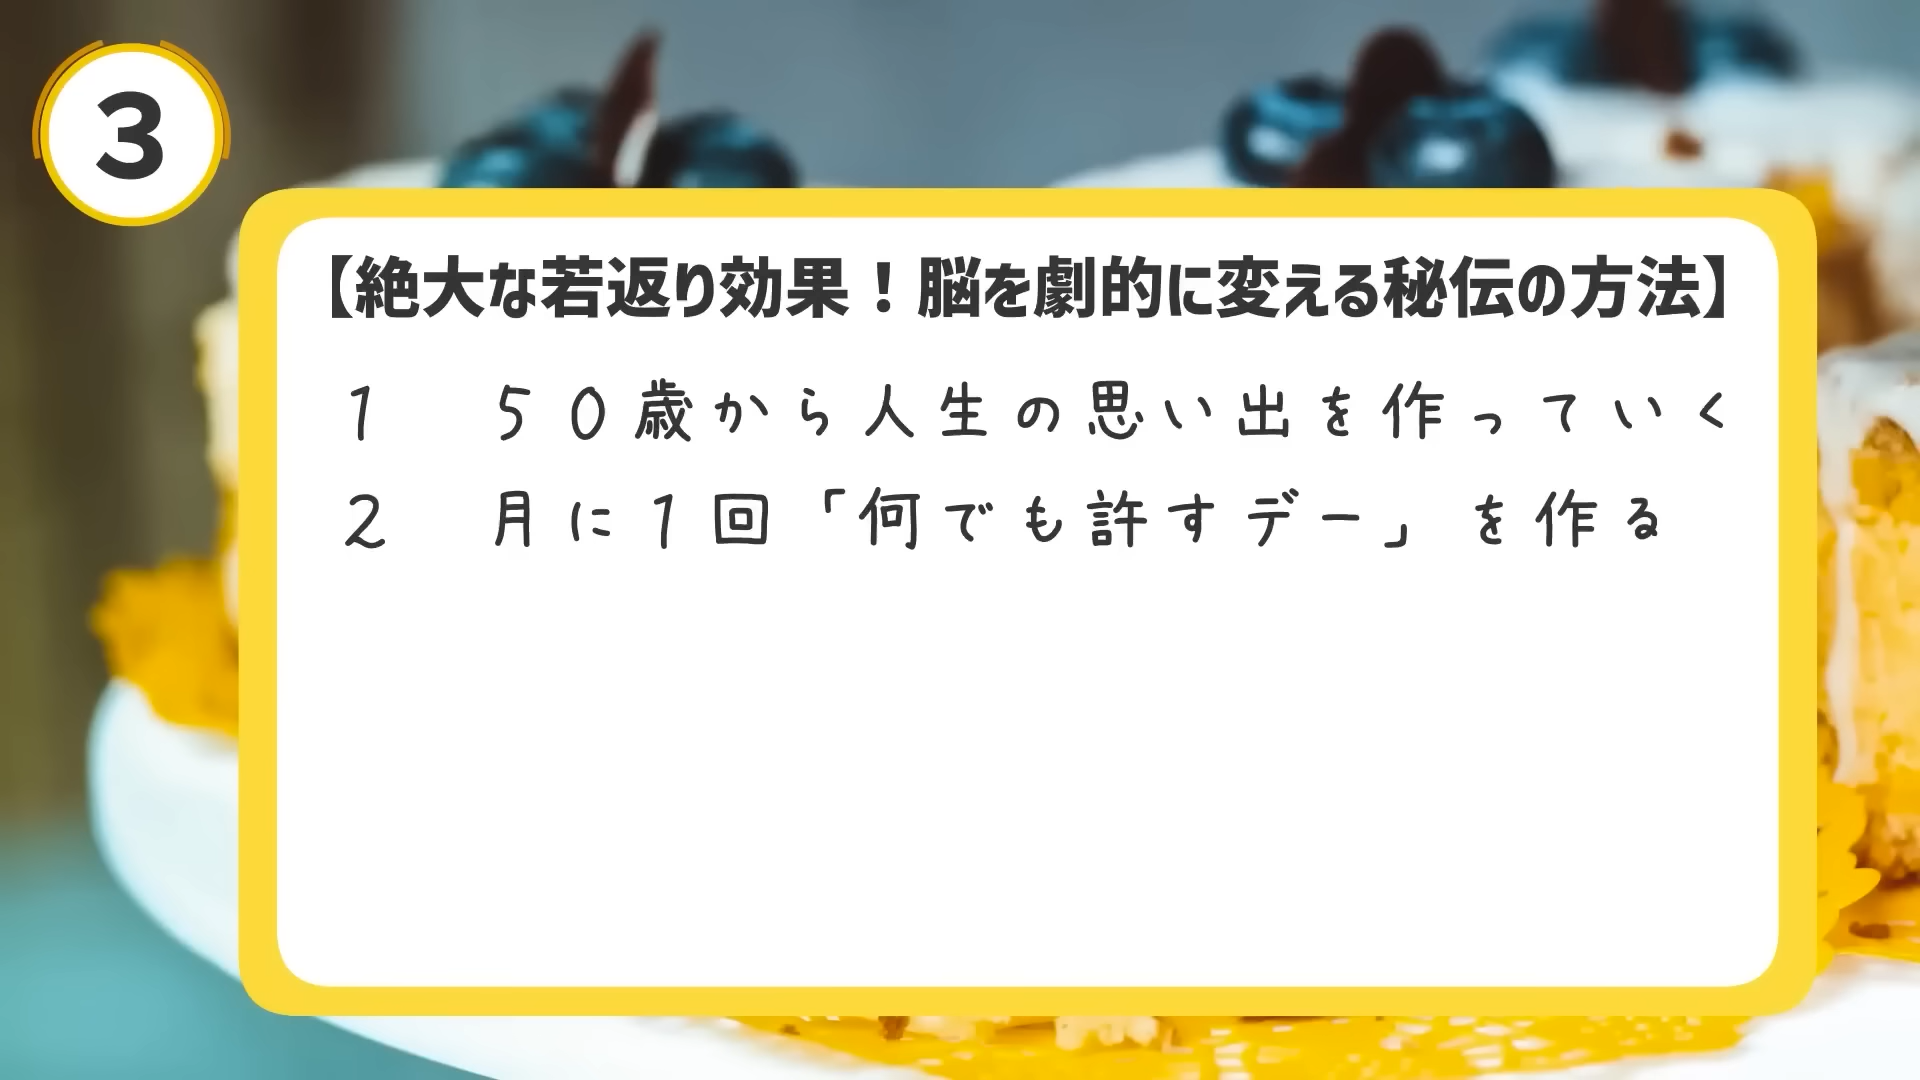 3
【絶大な若返り効果！脳を劇的に変える秘伝の方法】
１　５０歳から人生の思い出を作っていく
２　月に１回「何でも許すデー」を作る